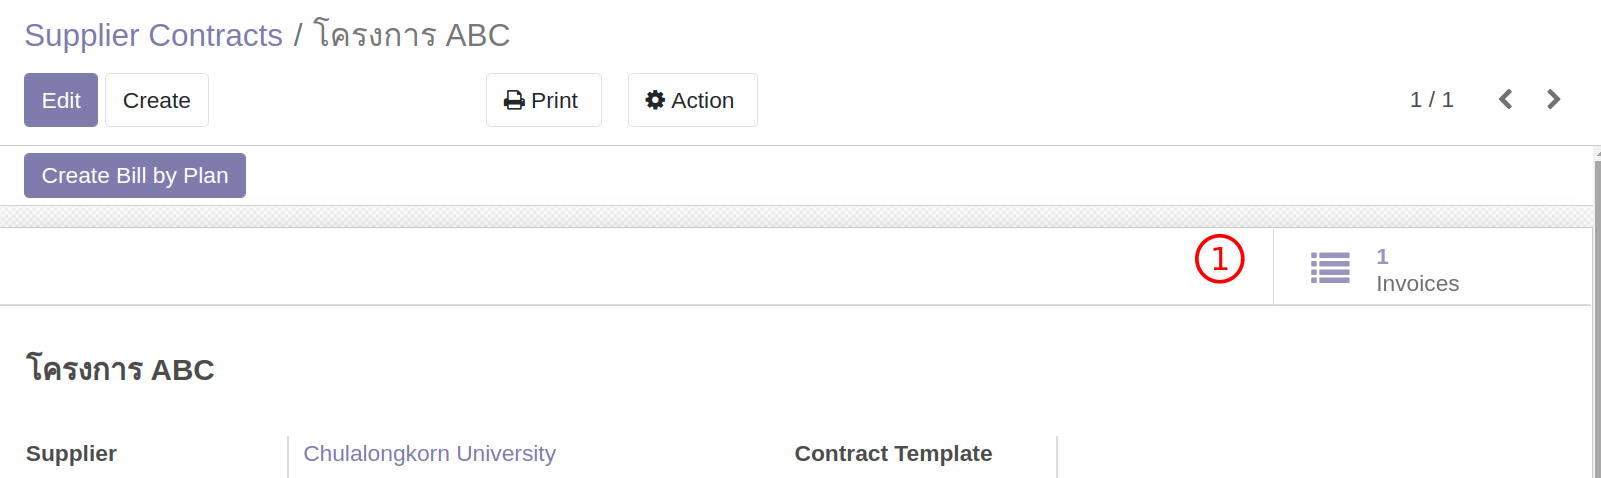 Supplier Contracts / โครงการ ABC
Edit Create Print Action 1 / 1
Create Bill by Plan
1 1
Invoices
โครงการ ABC
Supplier Chulalongkorn University Contract Template